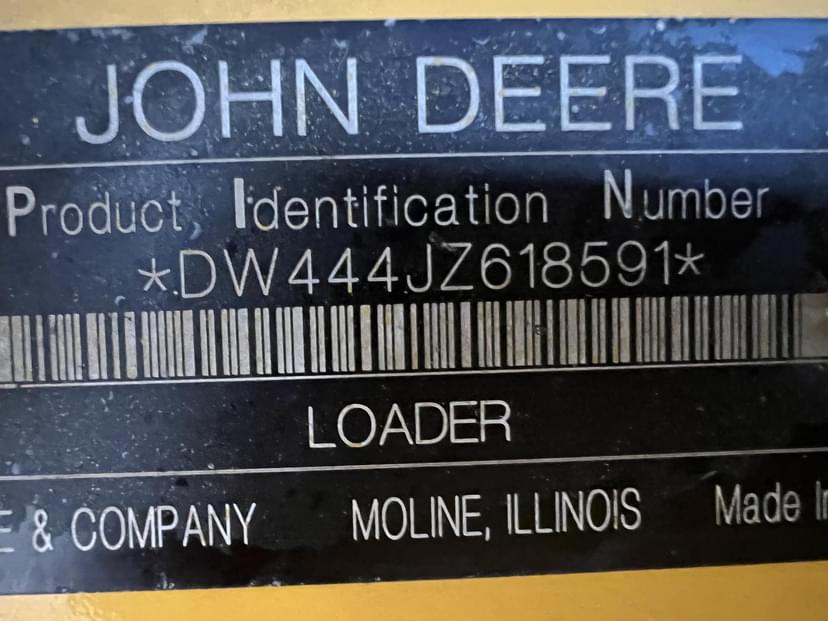 JOHN DEERE
Product Identification Number
*DW444JZ618591*
LOADER
E & COMPANY MOLINE, ILLINOIS Made In